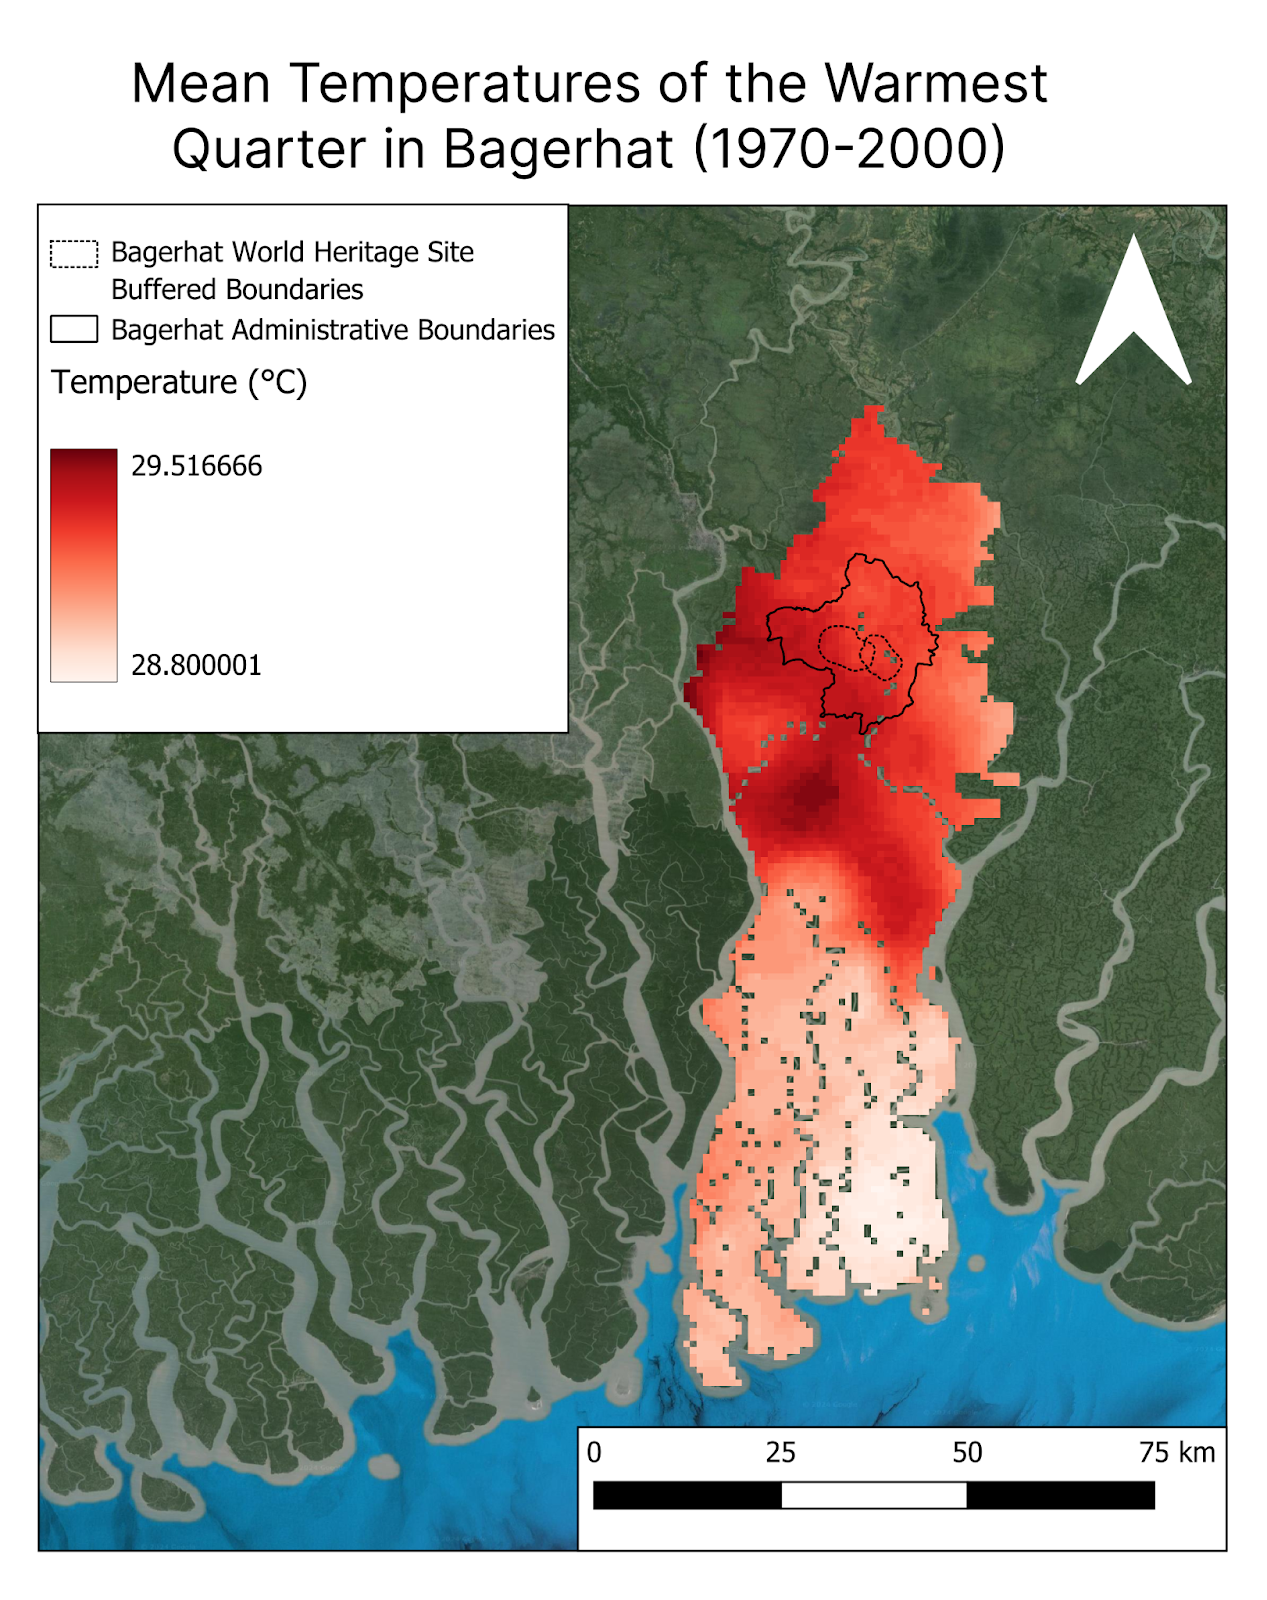 Mean Temperatures of the Warmest
Quarter in Bagerhat (1970-2000)
Bagerhat World Heritage Site
Buffered Boundaries
Bagerhat Administrative Boundaries
Temperature (°C)
29.516666
28.800001
0 25 50 75 km